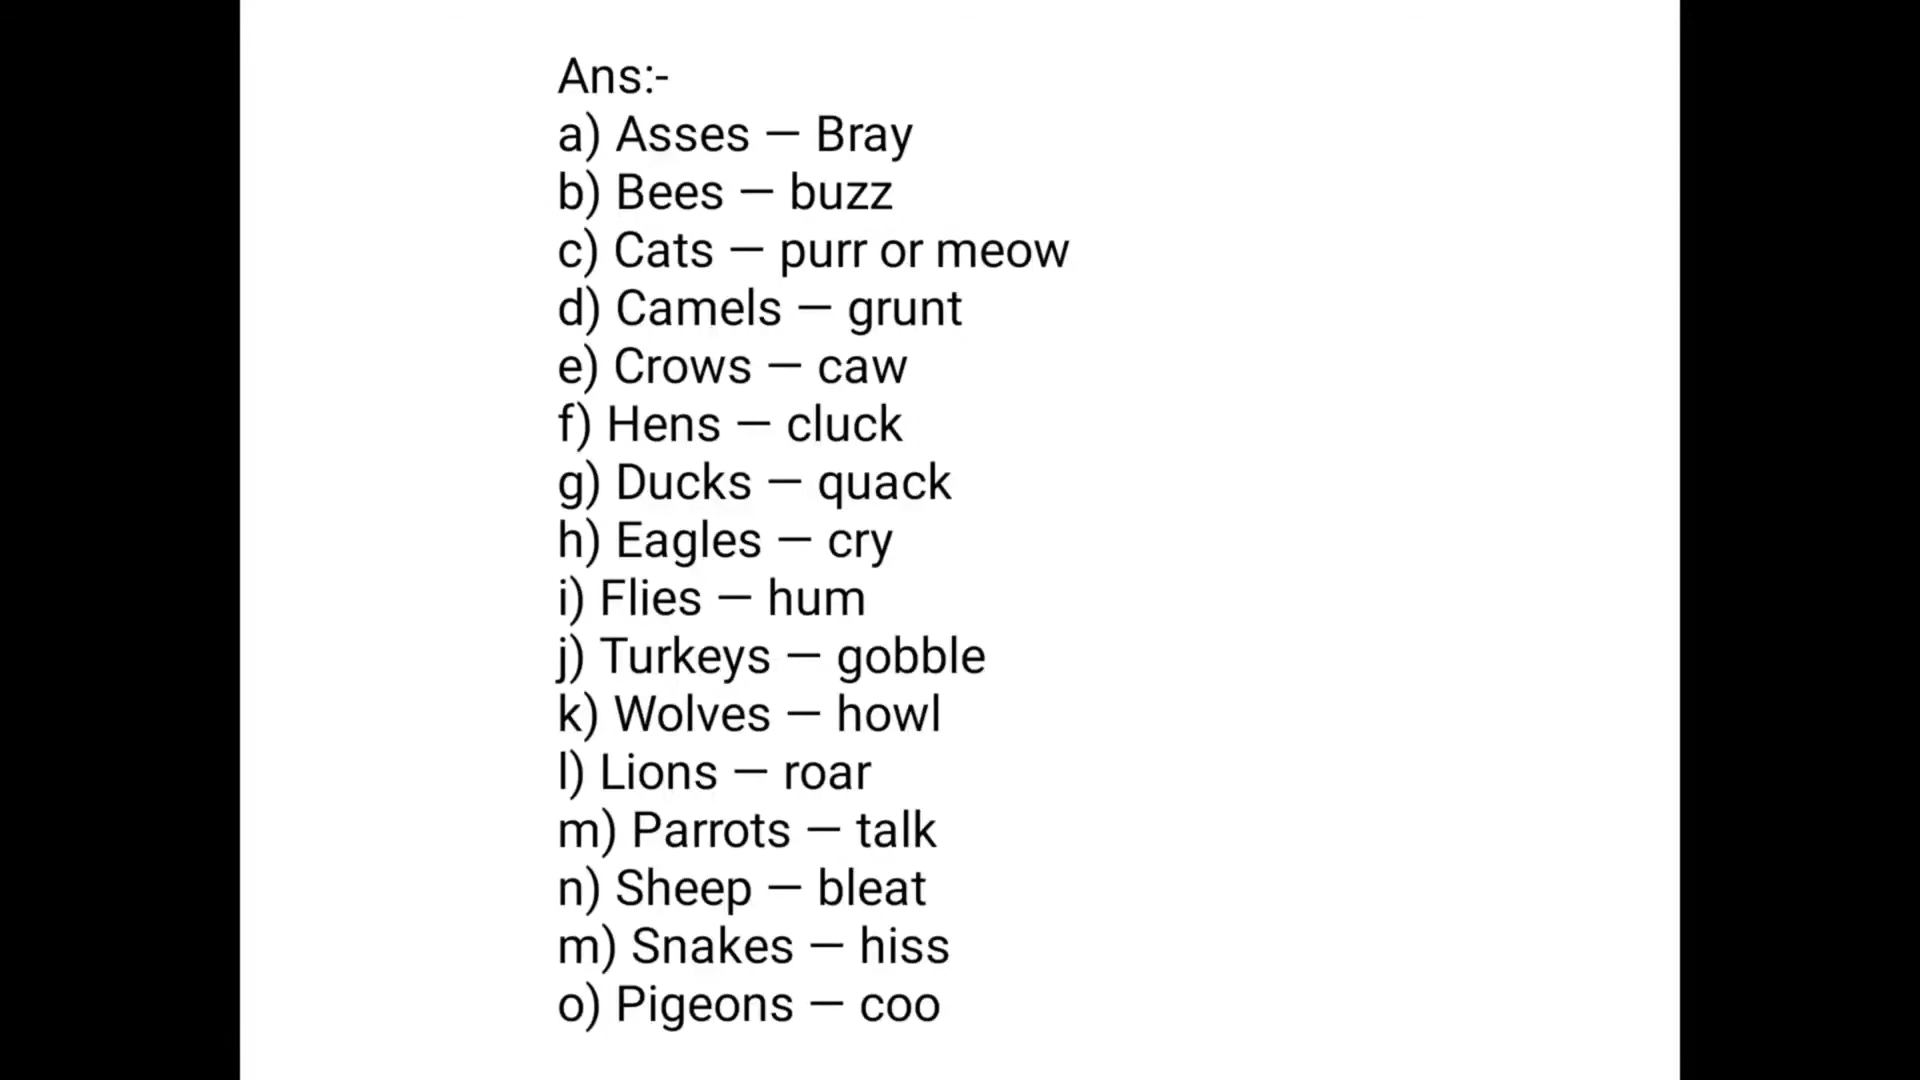 Ans:-
a) Asses — Bray
b) Bees — buzz
c) Cats — purr or meow
d) Camels — grunt
e) Crows — caw
f) Hens — cluck
g) Ducks — quack
h) Eagles — cry
i) Flies — hum
j) Turkeys — gobble
k) Wolves — howl
l) Lions — roar
m) Parrots — talk
n) Sheep — bleat
m) Snakes — hiss
o) Pigeons — coo